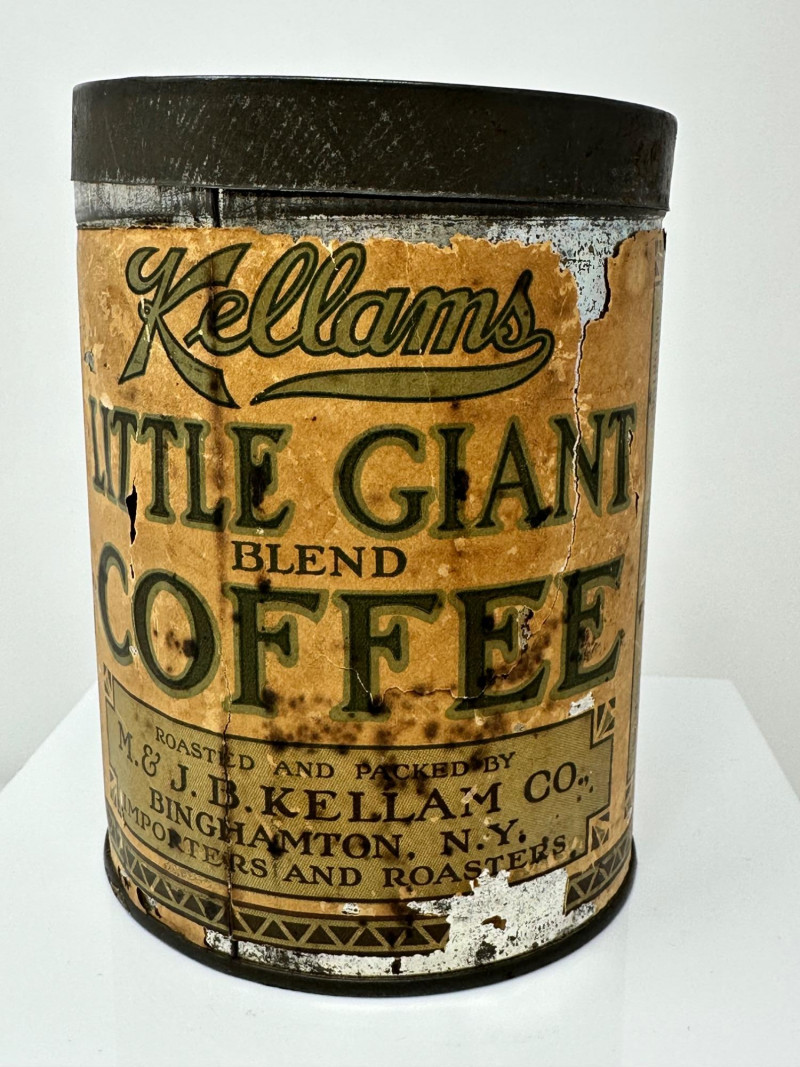 Kellams
LITTLE GIANT
BLEND
COFFEE
ROASTED AND PACKED BY
M. & J. B. KELLAM CO.,
BINGHAMTON, N.Y.
IMPORTERS AND ROASTERS.